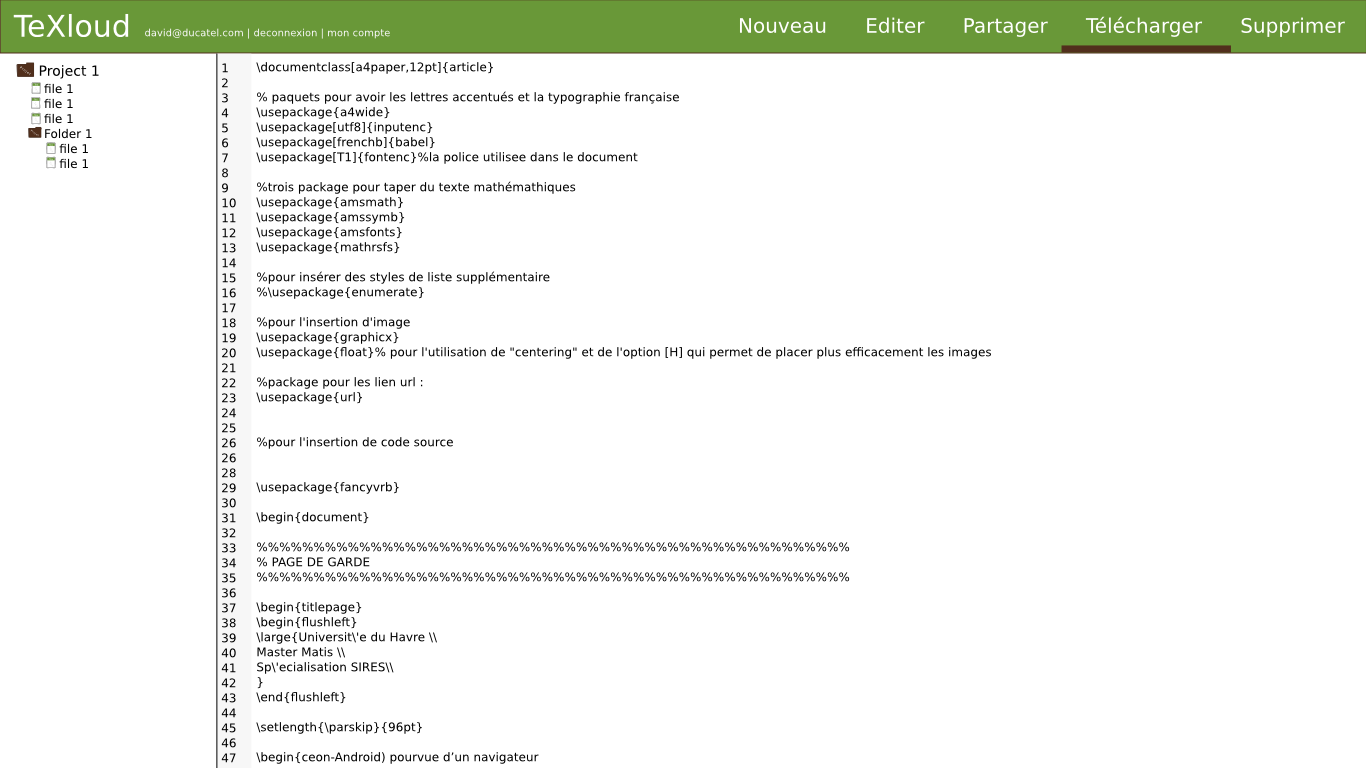 TeXloud david@ducatel.com | deconnexion | mon compte Nouveau Editer Partager Télécharger Supprimer
Project 1
file 1
file 1
file 1
Folder 1
file 1
file 1
1 \documentclass[a4paper,12pt]{article}
2
3 % paquets pour avoir les lettres accentués et la typographie française
4 \usepackage{a4wide}
5 \usepackage[utf8]{inputenc}
6 \usepackage[frenchb]{babel}
7 \usepackage[T1]{fontenc}%la police utilisee dans le document
8
9 %trois package pour taper du texte mathémathiques
10 \usepackage{amsmath}
11 \usepackage{amssymb}
12 \usepackage{amsfonts}
13 \usepackage{mathrsfs}
14
15 %pour insérer des styles de liste supplémentaire
16 %\usepackage{enumerate}
17
18 %pour l'insertion d'image
19 \usepackage{graphicx}
20 \usepackage{float}% pour l'utilisation de "centering" et de l'option [H] qui permet de placer plus efficacement les images
21
22 %package pour les lien url :
23 \usepackage{url}
24
25
26 %pour l'insertion de code source
26
28
29 \usepackage{fancyvrb}
30
31 \begin{document}
32
33 %%%%%%%%%%%%%%%%%%%%%%%%%%%%%%%%%%%%%%%%%%%%%%%%%%%%
34 % PAGE DE GARDE
35 %%%%%%%%%%%%%%%%%%%%%%%%%%%%%%%%%%%%%%%%%%%%%%%%%%%%
36
37 \begin{titlepage}
38 \begin{flushleft}
39 \large{Universit\'e du Havre \\
40 Master Matis \\
41 Sp\'ecialisation SIRES\\
42 }
43 \end{flushleft}
44
45 \setlength{\parskip}{96pt}
46
47 \begin{ceon-Android) pourvue d’un navigateur